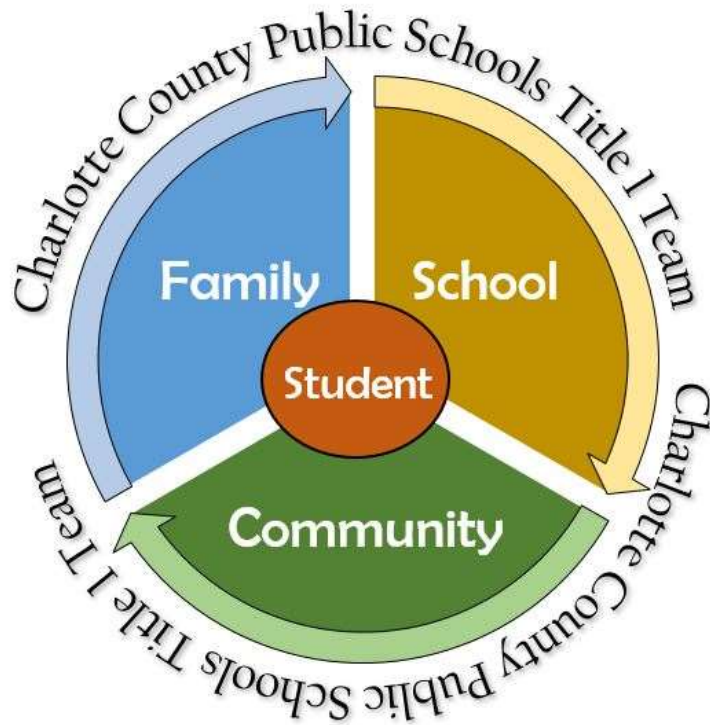 Charlotte County Public Schools Title I Team
Family
School
Student
Community
Charlotte County Public Schools Title I Team